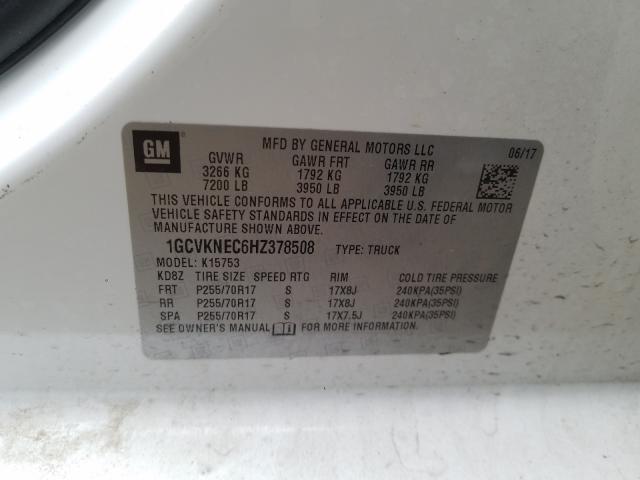 GM
MFD BY GENERAL MOTORS LLC 06/17
GVWR GAWR FRT GAWR RR
3266 KG 1792 KG 1792 KG
7200 LB 3950 LB 3950 LB
THIS VEHICLE CONFORMS TO ALL APPLICABLE U.S. FEDERAL MOTOR
VEHICLE SAFETY STANDARDS IN EFFECT ON THE DATE OF
MANUFACTURE SHOWN ABOVE.
1GCVKNEC6HZ378508 TYPE: TRUCK
MODEL: K15753
KD8Z TIRE SIZE SPEED RTG RIM COLD TIRE PRESSURE
FRT P255/70R17 S 17X8J 240KPA(35PSI)
RR P255/70R17 S 17X8J 240KPA(35PSI)
SPA P255/70R17 S 17X7.5J 240KPA(35PSI)
SEE OWNER'S MANUAL FOR MORE INFORMATION.